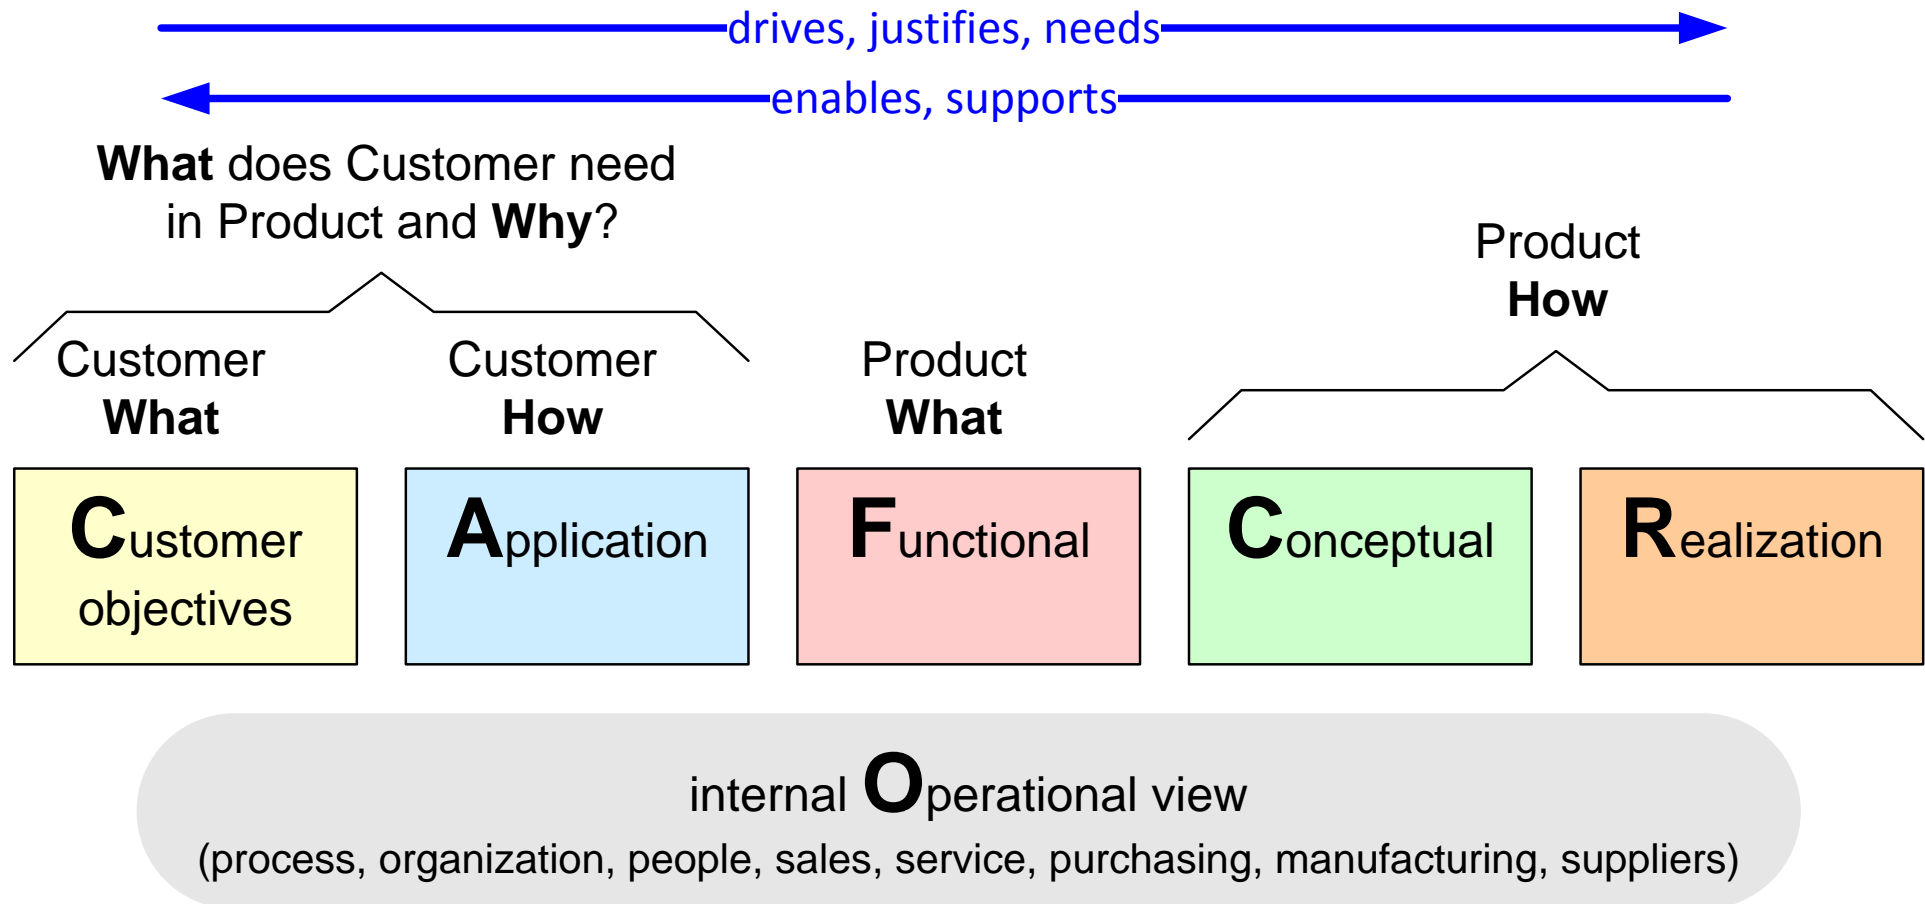 drives, justifies, needs
enables, supports
What does Customer need
in Product and Why?
Product
How
Customer
What
Customer
How
Product
What
Customer
objectives
Application
Functional
Conceptual
Realization
internal Operational view
(process, organization, people, sales, service, purchasing, manufacturing, suppliers)